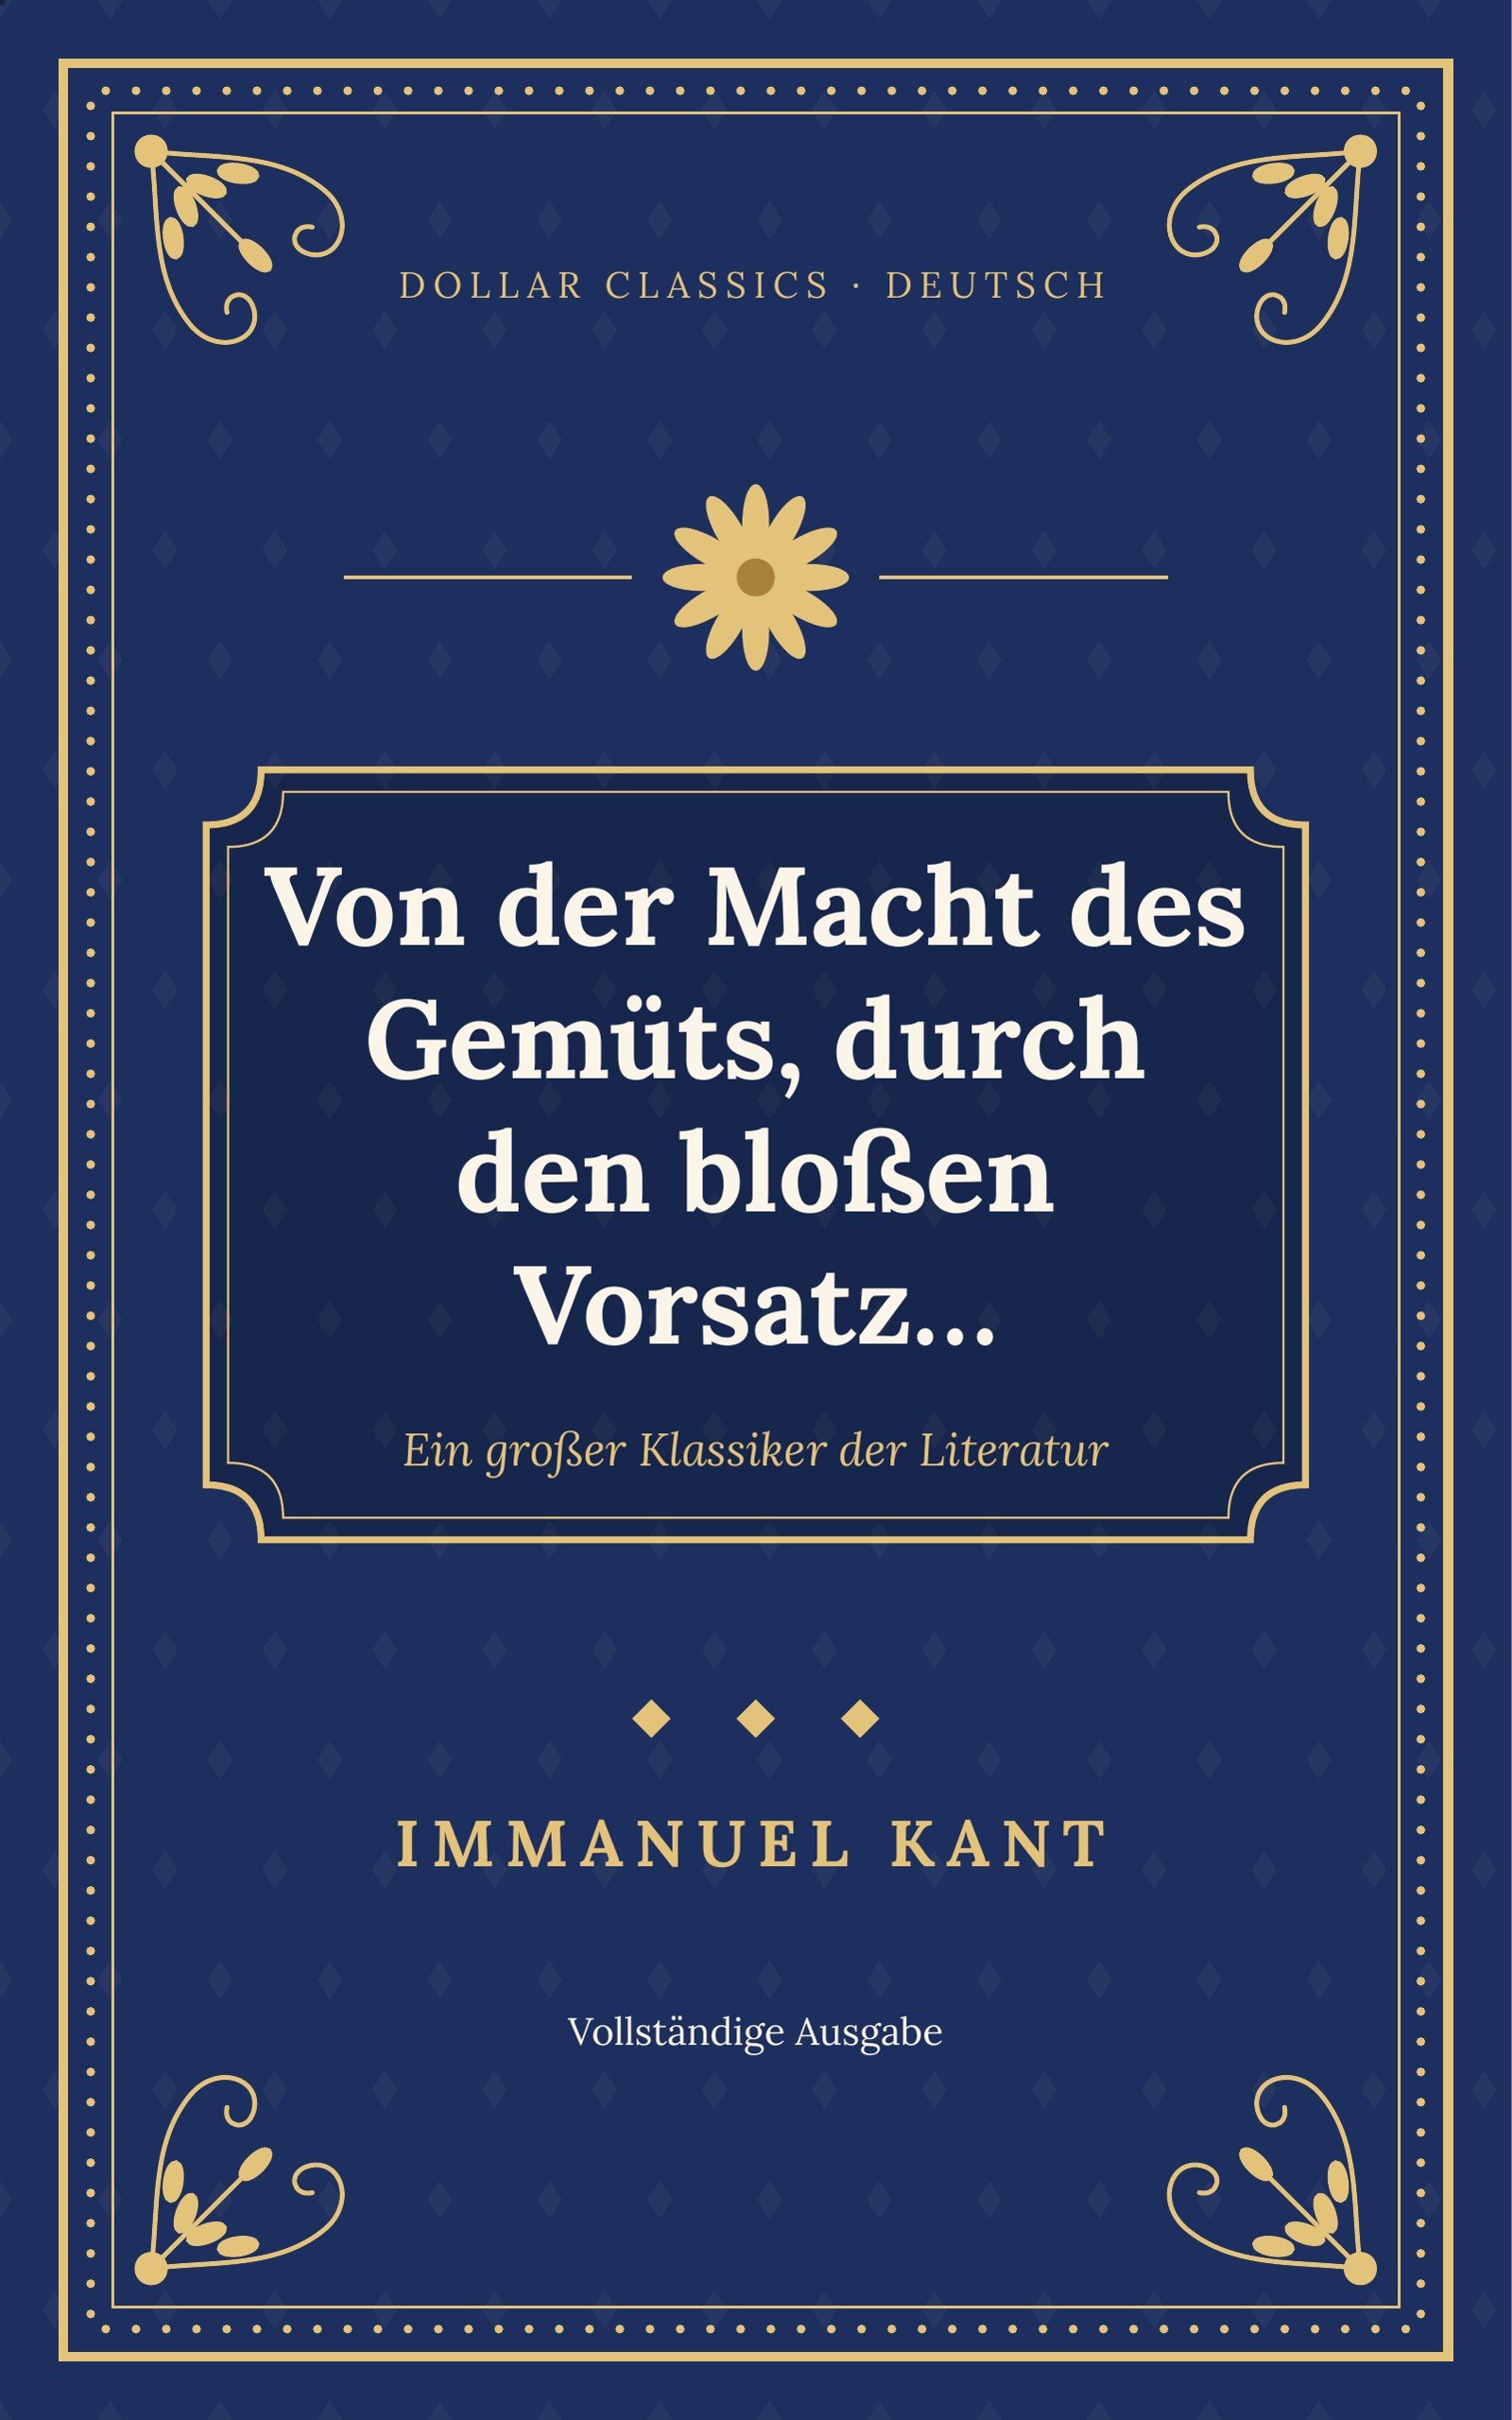 DOLLAR CLASSICS · DEUTSCH
Von der Macht des
Gemüts, durch
den bloßen
Vorsatz...
Ein großer Klassiker der Literatur
IMMANUEL KANT
Vollständige Ausgabe